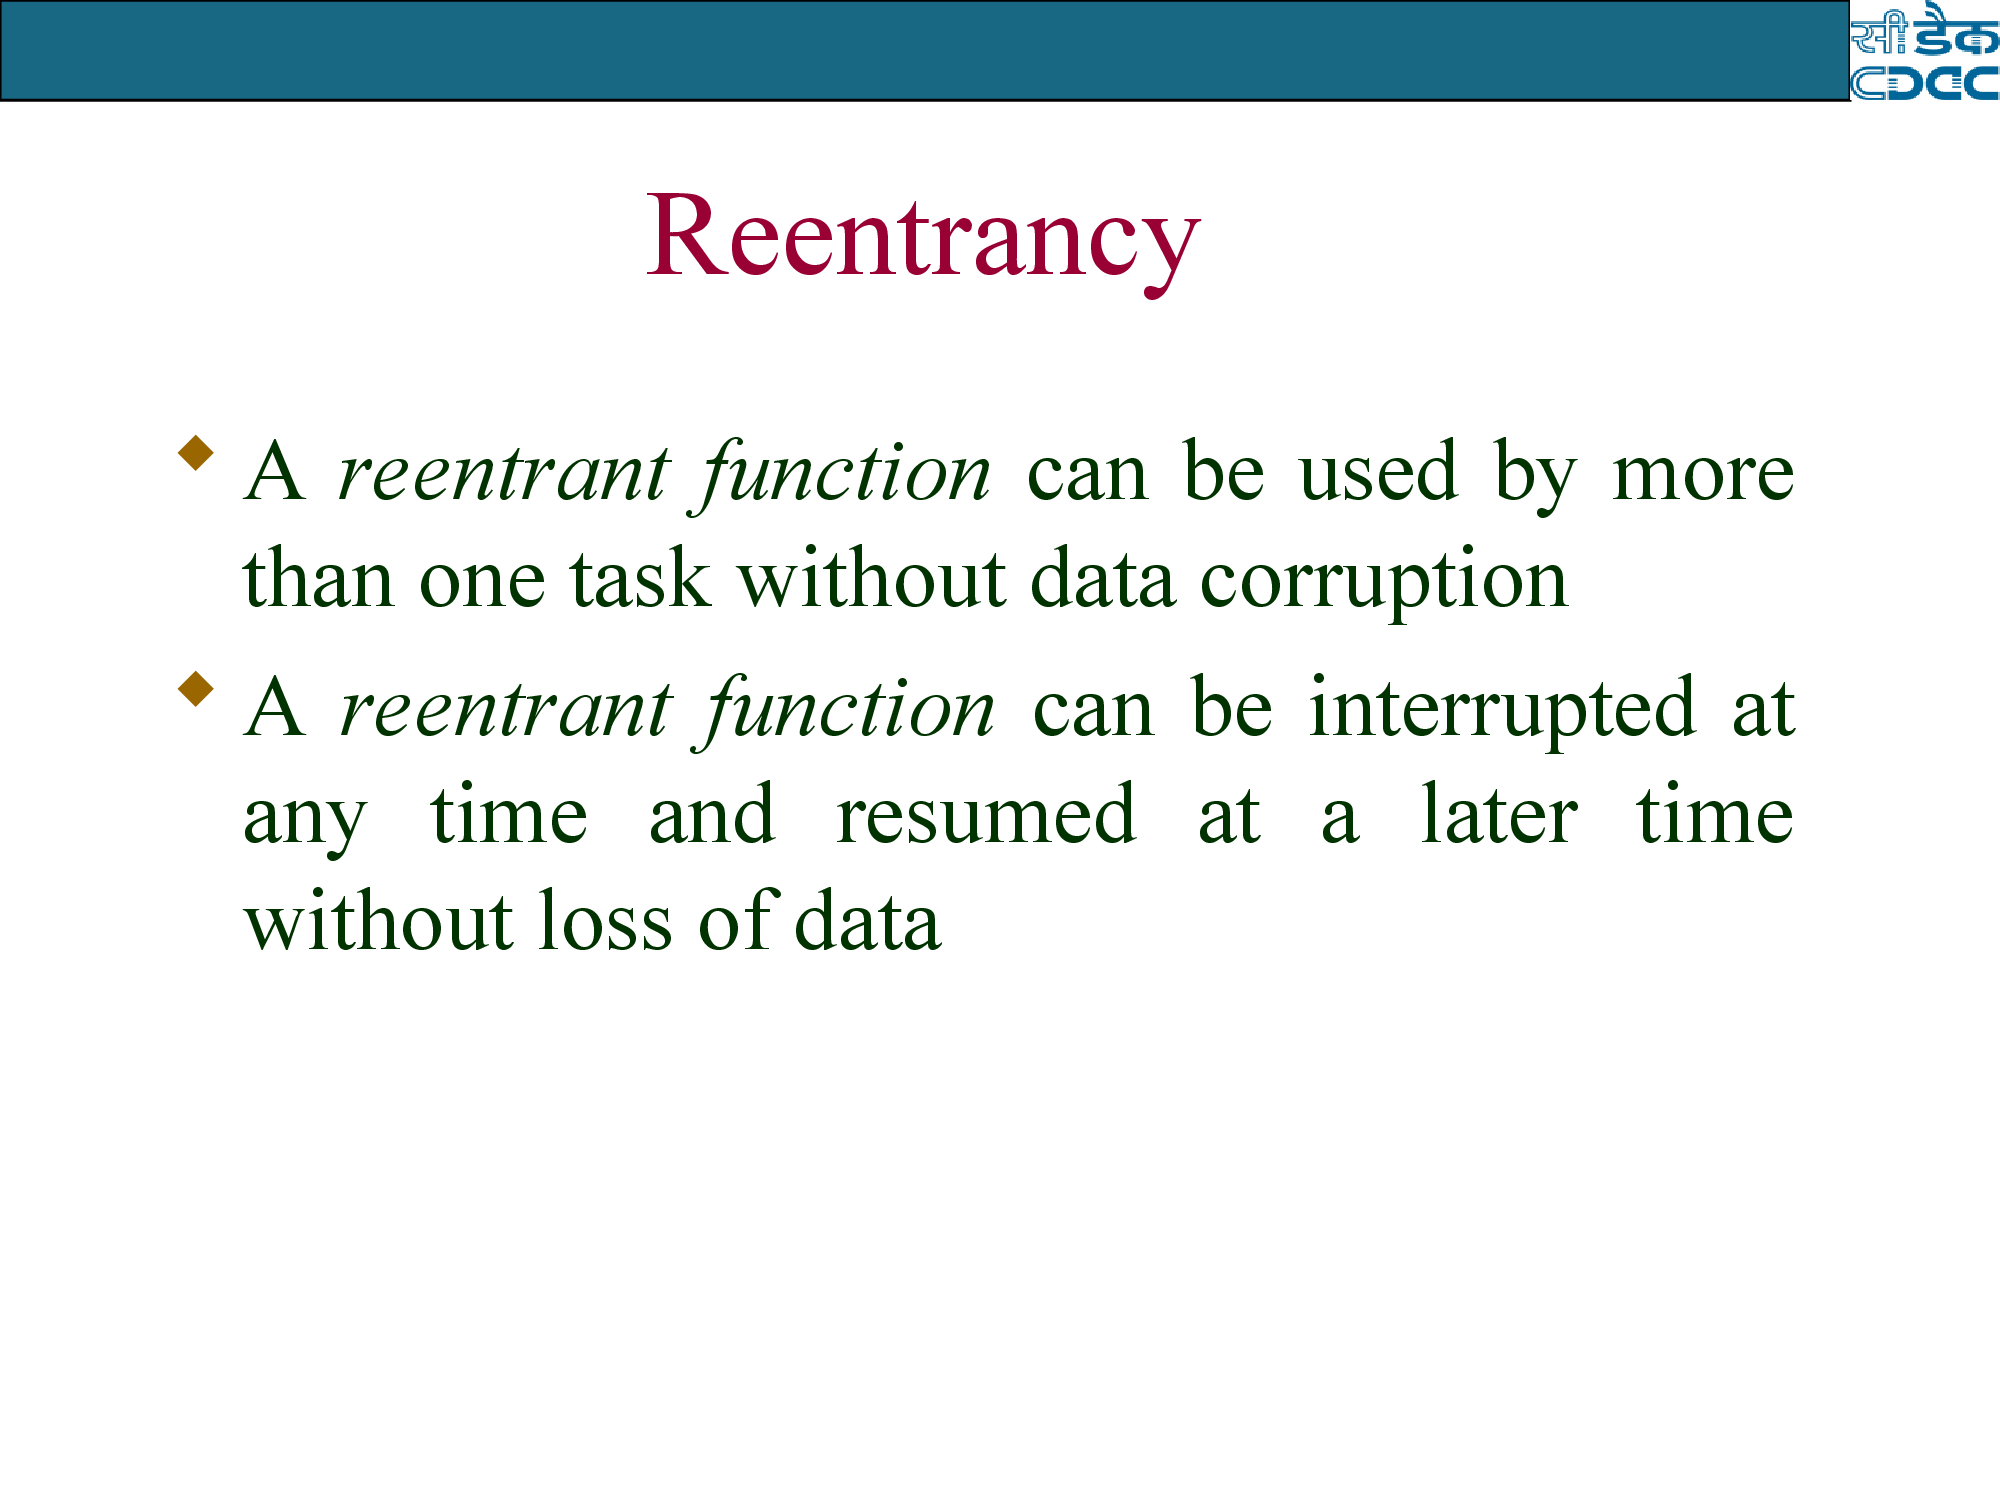 सी डैक
CDAC
Reentrancy
A reentrant function can be used by more
than one task without data corruption
A reentrant function can be interrupted at
any time and resumed at a later time
without loss of data